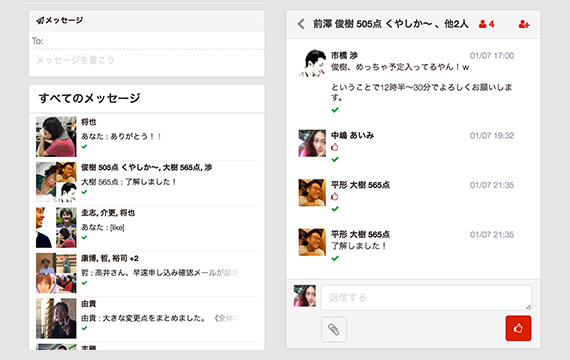 メッセージ
To:
メッセージを書こう
すべてのメッセージ
将也
あなた : ありがとう！！
俊樹 505点 くやしか〜, 大樹 565点, 渉
大樹 565点 : 了解しました！
圭志, 介更, 将也
あなた : [like]
康博, 哲, 裕司 +2
哲 : 高井さん、早速申し込み確認メールが届き
由貴
由貴 : 大きな変更点をまとめました。《全体の
前澤 俊樹 505点 くやしか〜 、他2人
4
市橋 渉 01/07 17:00
俊樹、めっちゃ予定入ってるやん！ｗ
ということで12時半〜30分でよろしくお願いしま
す。
中嶋 あいみ 01/07 19:32
平形 大樹 565点 01/07 21:35
平形 大樹 565点 01/07 21:35
了解しました！
返信する